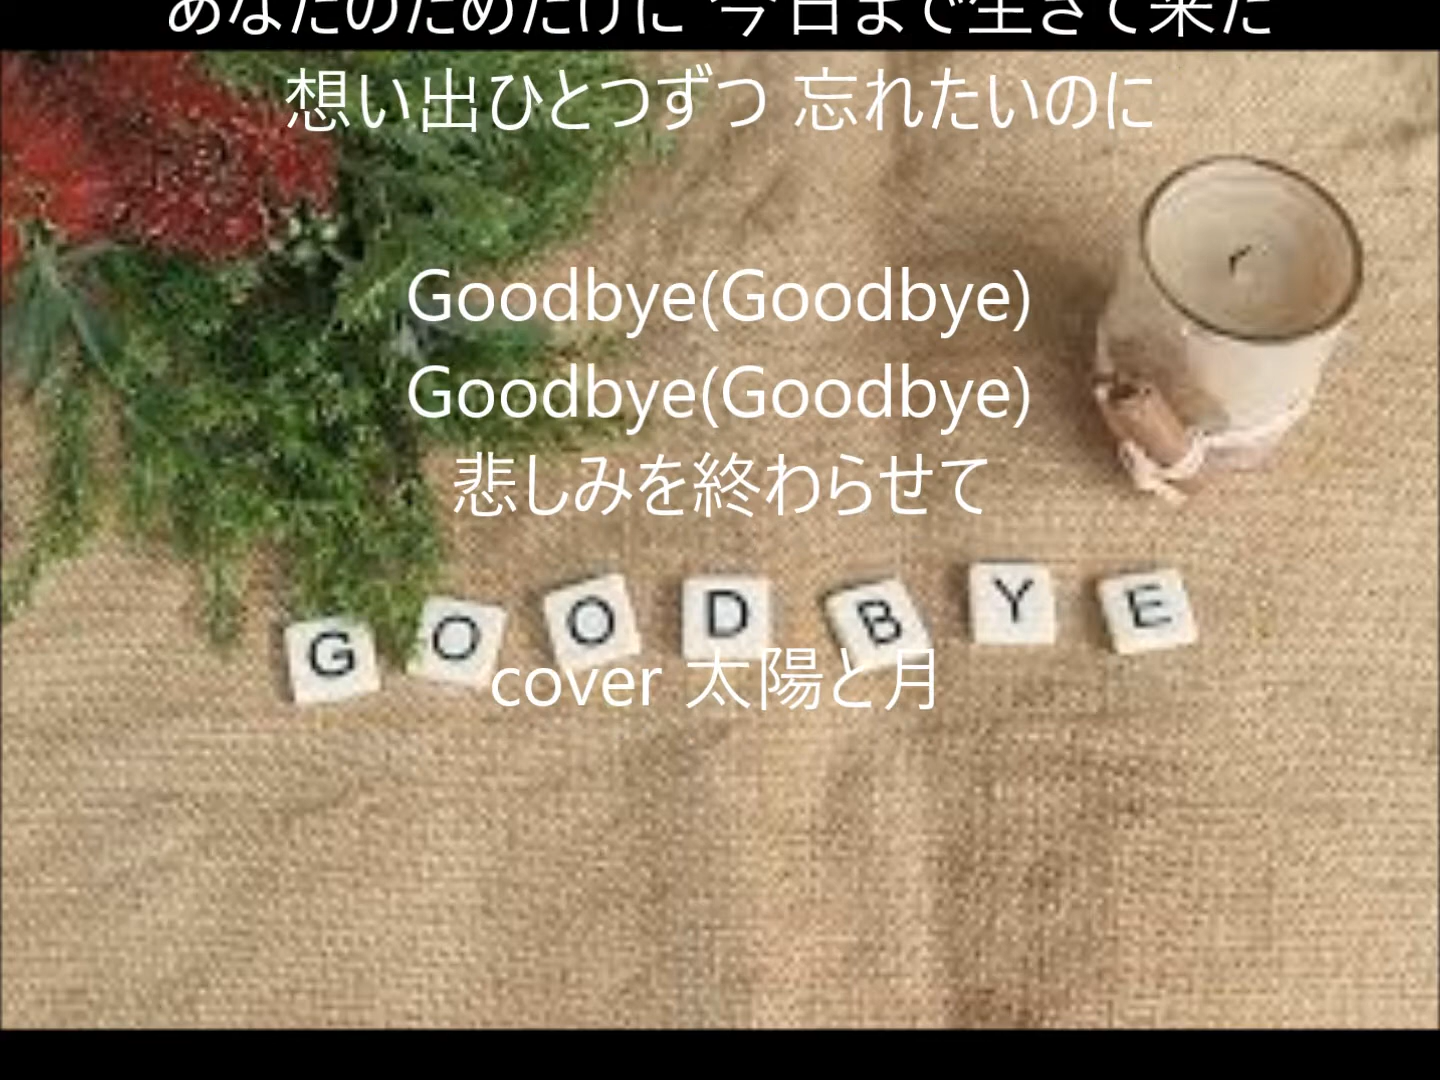 あなたのためだけに 今日まで生きて来た
想い出ひとつずつ 忘れたいのに
Goodbye(Goodbye)
Goodbye(Goodbye)
悲しみを終わらせて
GOODBYE
cover 太陽と月